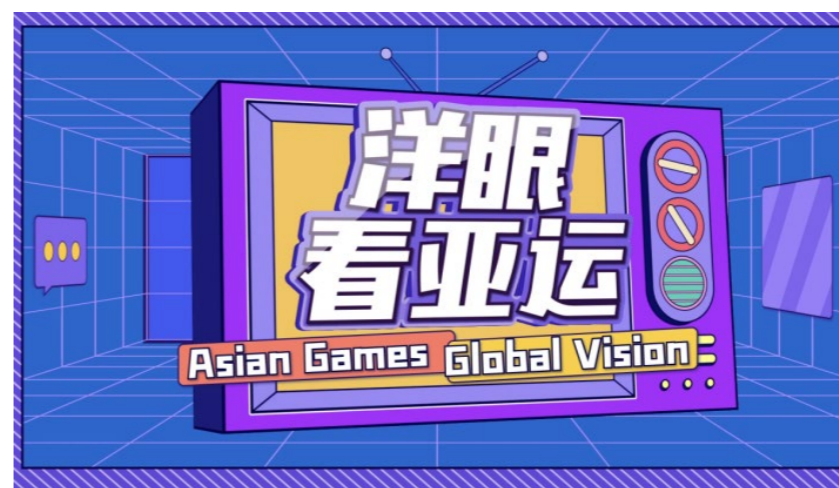 洋眼
看亚运
Asian Games Global Vision